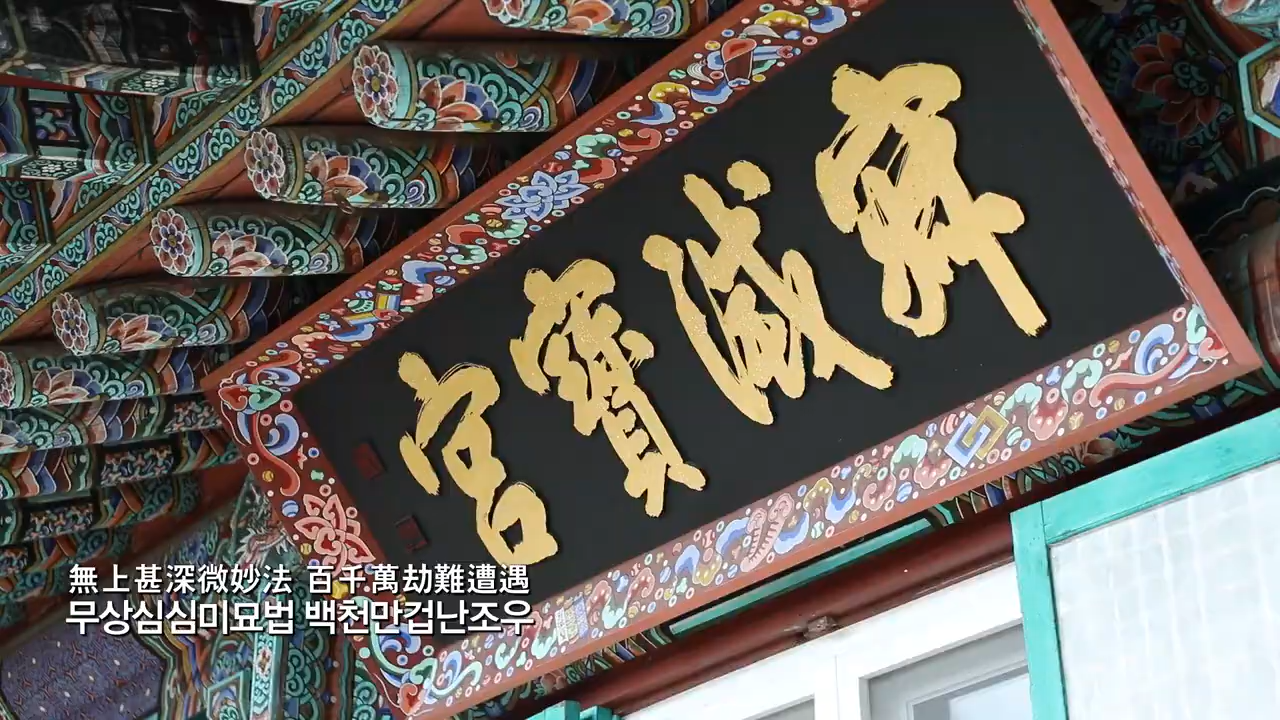 寂滅寶宮
無上甚深微妙法 百千萬劫難遭遇
무상심심미묘법 백천만겁난조우